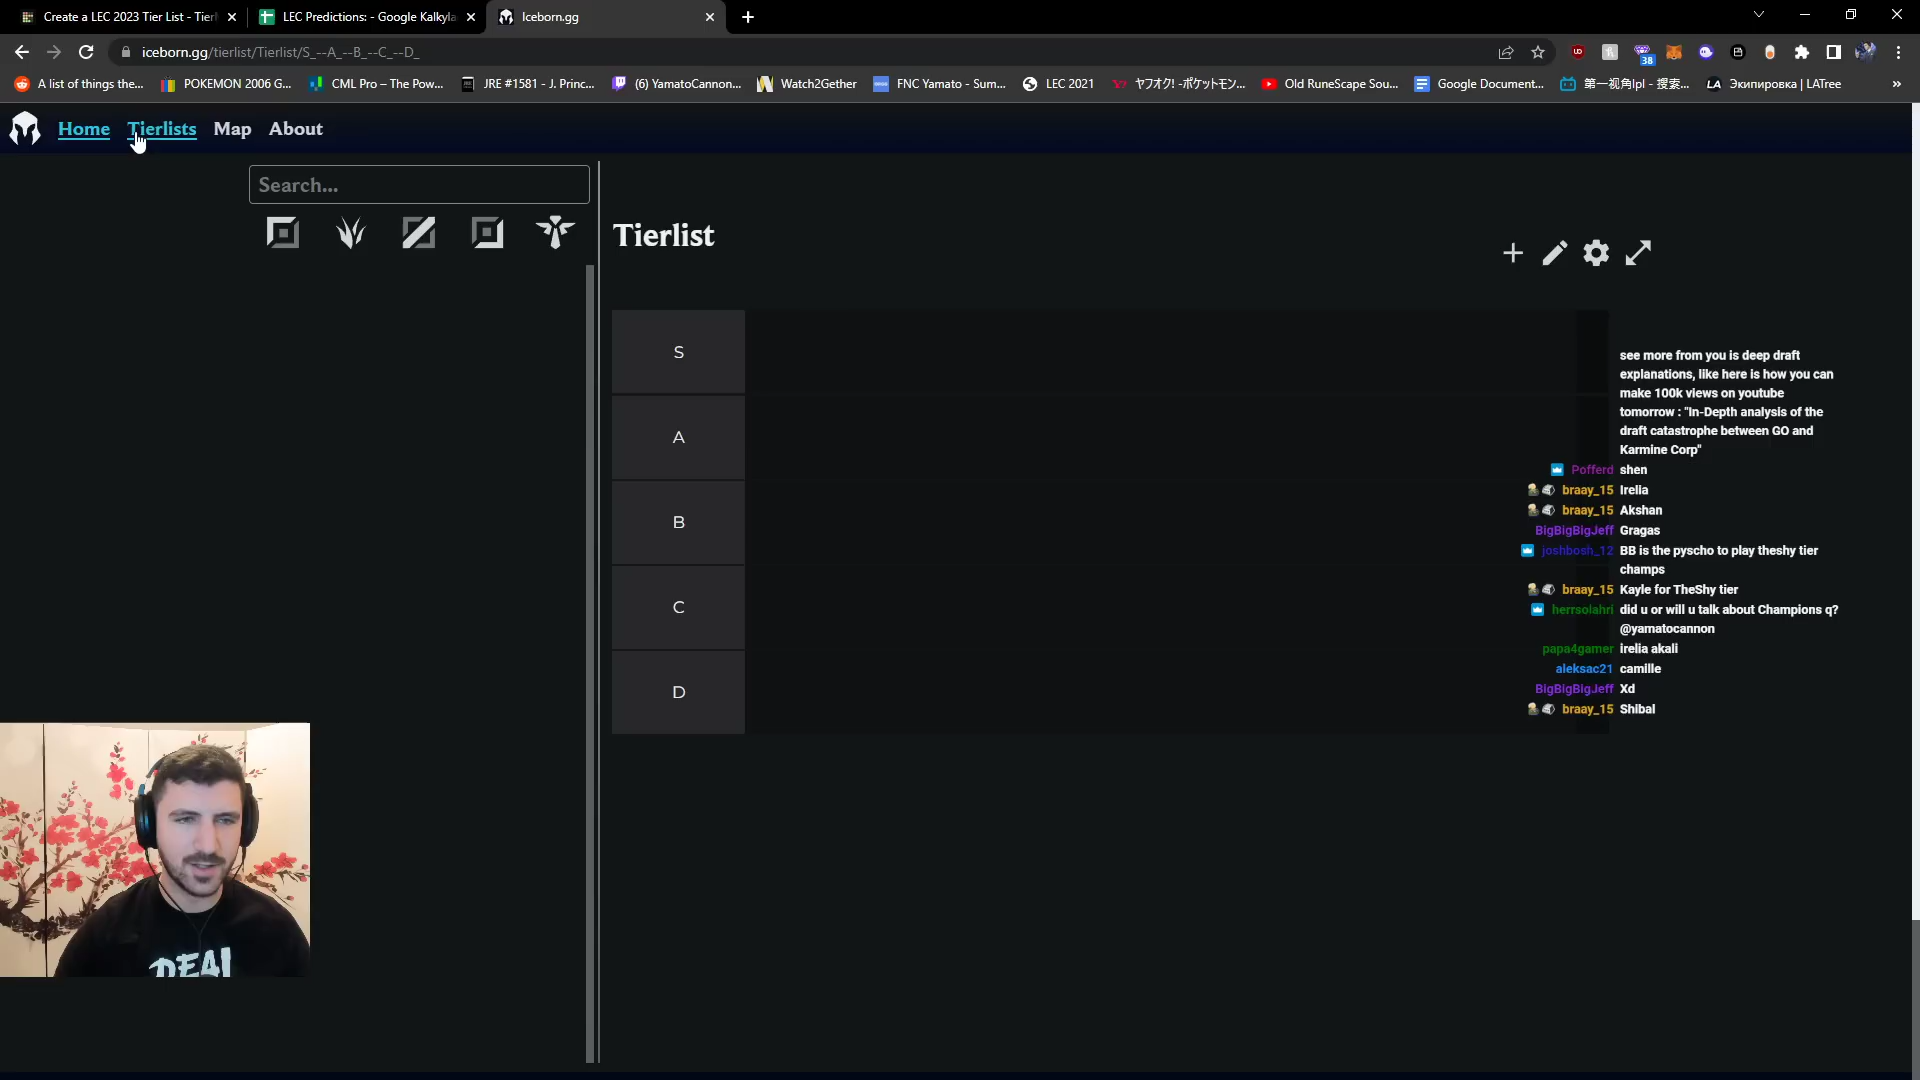 Create a LEC 2023 Tier List - Tier
LEC Predictions: - Google Kalkyla
Iceborn.gg
iceborn.gg/tierlist/Tierlist/S_--A_--B_--C_--D_
38
A list of things the...
POKEMON 2006 G...
CML Pro – The Pow...
JRE #1581 - J. Princ...
(6) YamatoCannon...
Watch2Gether
FNC Yamato - Sum...
LEC 2021
ヤフオク! -ポケットモン...
Old RuneScape Sou...
Google Document...
第一视角lpl - 搜索...
LA Экипировка | LATree
»
Home
Tierlists
Map
About
Search...
Tierlist
S
A
B
C
D
see more from you is deep draft
explanations, like here is how you can
make 100k views on youtube
tomorrow : "In-Depth analysis of the
draft catastrophe between GO and
Karmine Corp"
Pofferd shen
braay_15 Irelia
braay_15 Akshan
BigBigBigJeff Gragas
joshbosh_12 BB is the pyscho to play theshy tier
champs
braay_15 Kayle for TheShy tier
herrsolahri did u or will u talk about Champions q?
@yamatocannon
papa4gamer irelia akali
aleksac21 camille
BigBigBigJeff Xd
braay_15 Shibal
DEAL